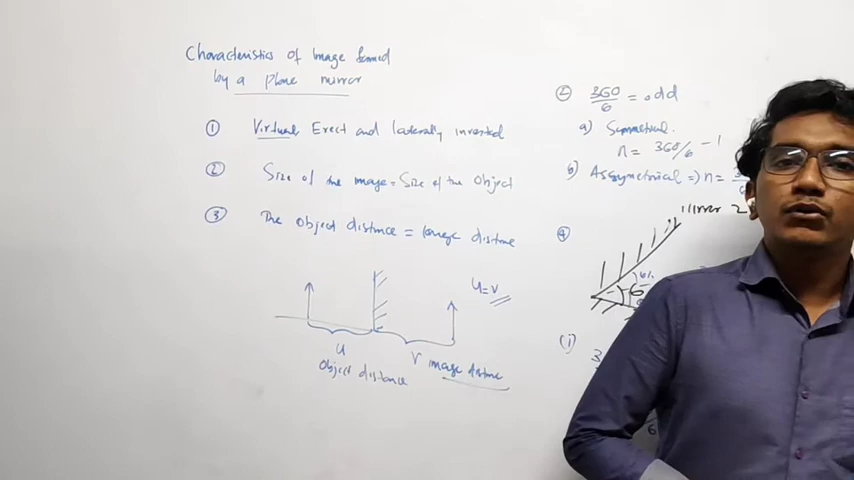 Characteristics of Image formed
by a plane mirror
① Virtual Erect and laterally inverted
② Size of the image = Size of the Object
③ The Object distance = Image distance
u = v
u
Object distance
v image distance
② 360/θ = odd
a) Symmetrical.
n = 360/θ - 1
b) Assymetrical => n =
Mirror 2
④
(i)